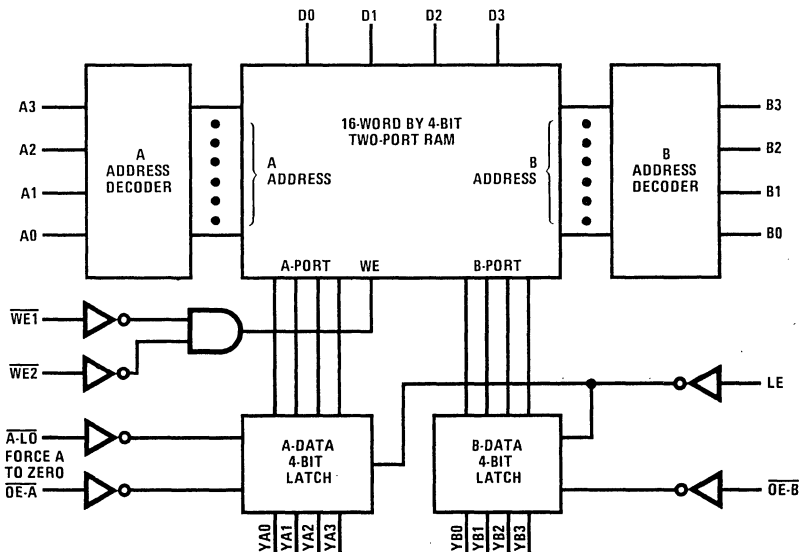 D0 D1 D2 D3
A3
A2
A1
A0
A
ADDRESS
DECODER
16-WORD BY 4-BIT
TWO-PORT RAM
A
ADDRESS
B
ADDRESS
A-PORT WE B-PORT
B
ADDRESS
DECODER
B3
B2
B1
B0
WE1
WE2
A-LO
FORCE A
TO ZERO
OE-A
A-DATA
4-BIT
LATCH
B-DATA
4-BIT
LATCH
LE
OE-B
YA0
YA1
YA2
YA3
YB0
YB1
YB2
YB3